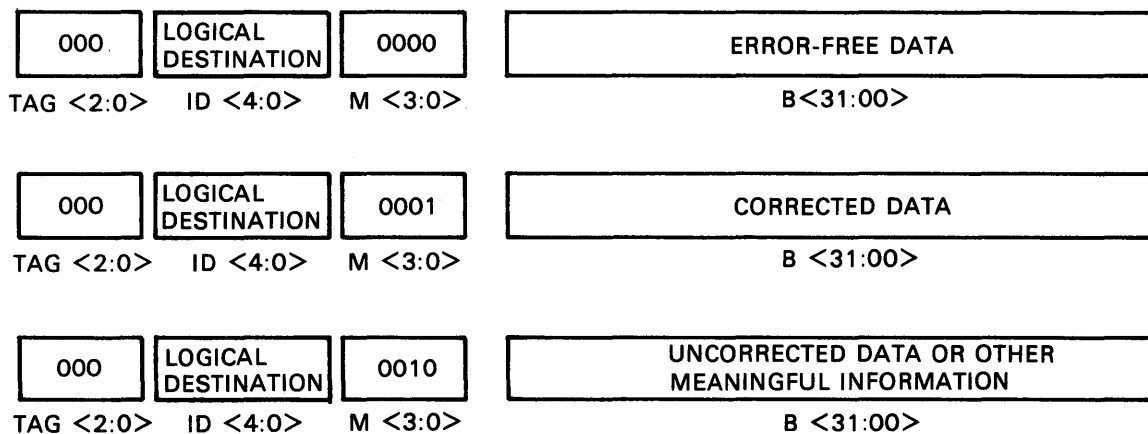 000 LOGICAL DESTINATION 0000 ERROR-FREE DATA
TAG <2:0> ID <4:0> M <3:0> B<31:00>
000 LOGICAL DESTINATION 0001 CORRECTED DATA
TAG <2:0> ID <4:0> M <3:0> B <31:00>
000 LOGICAL DESTINATION 0010 UNCORRECTED DATA OR OTHER MEANINGFUL INFORMATION
TAG <2:0> ID <4:0> M <3:0> B <31:00>